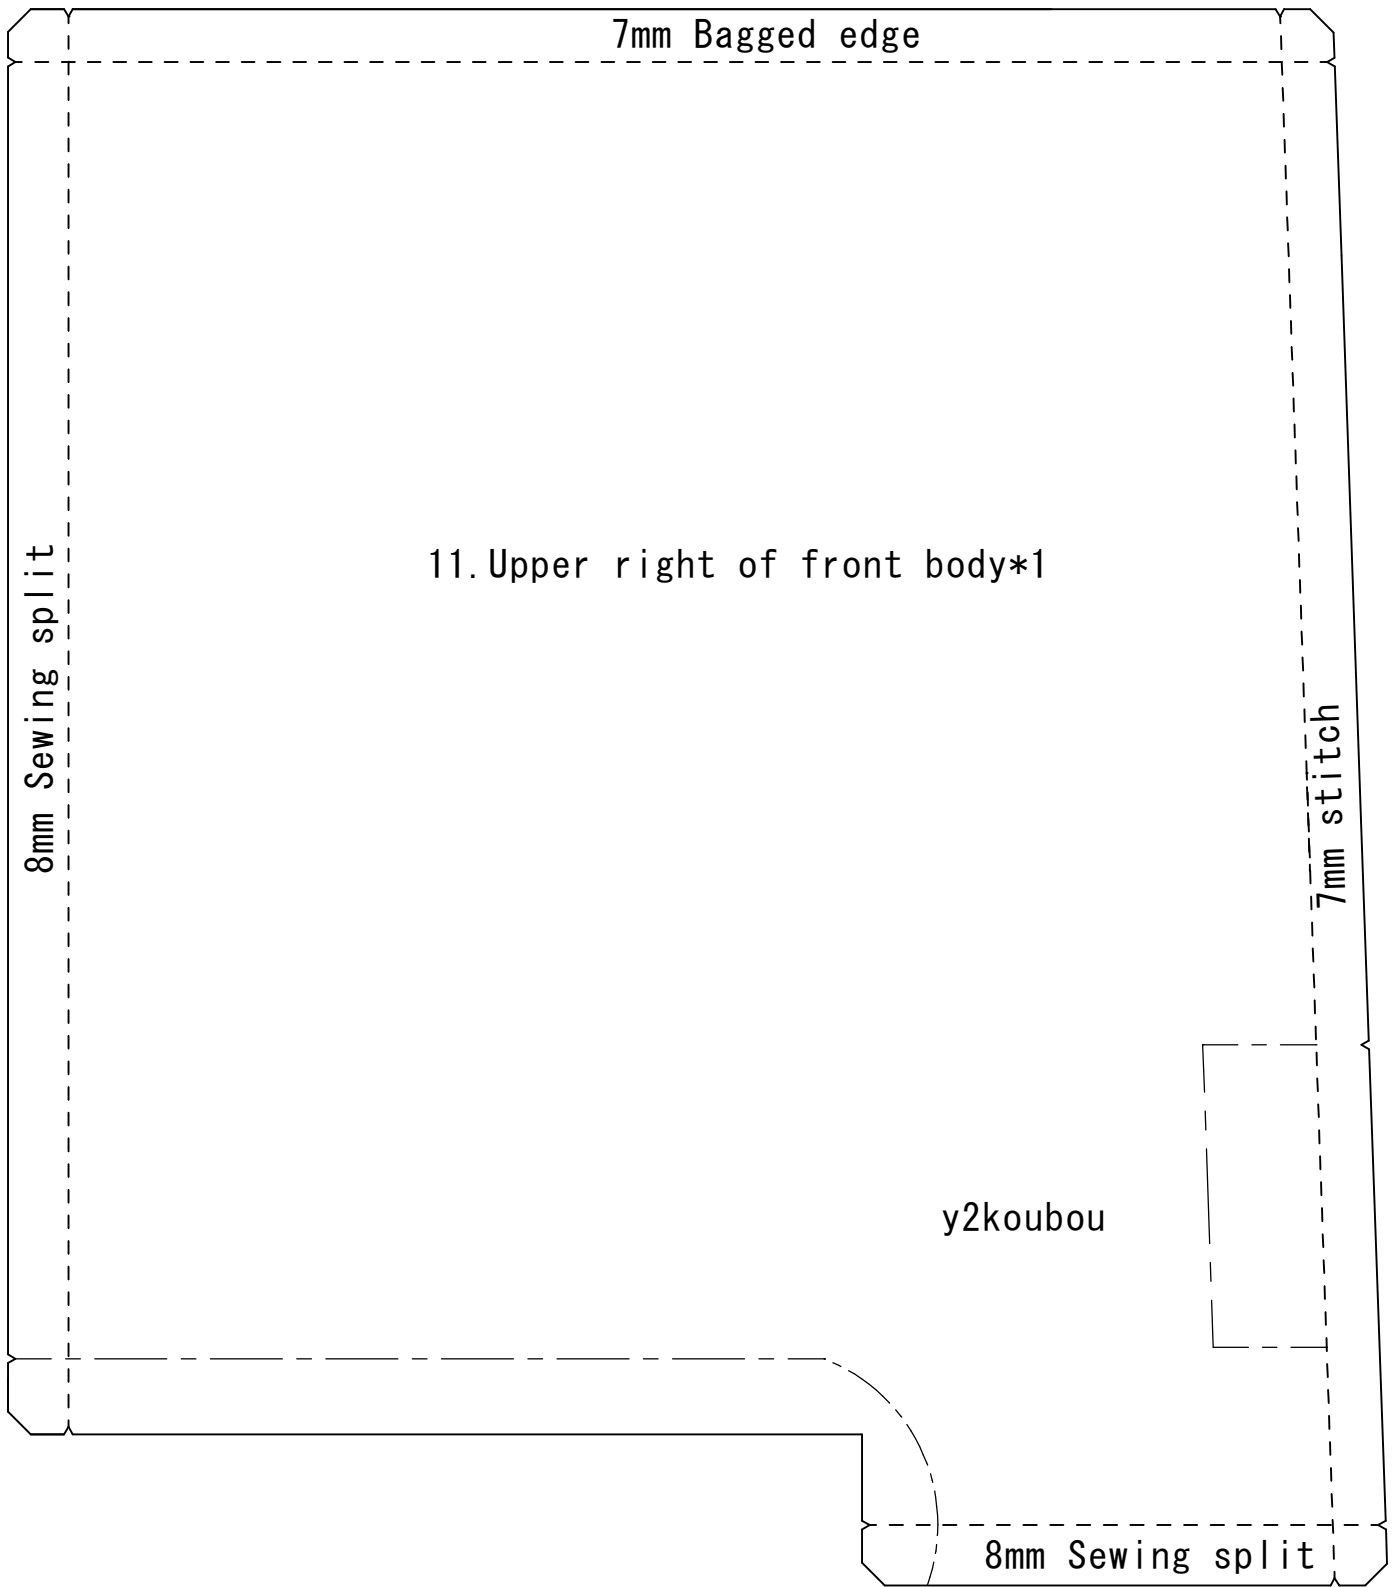 7mm Bagged edge
11.Upper right of front body*1
8mm Sewing split
7mm stitch
y2koubou
8mm Sewing split